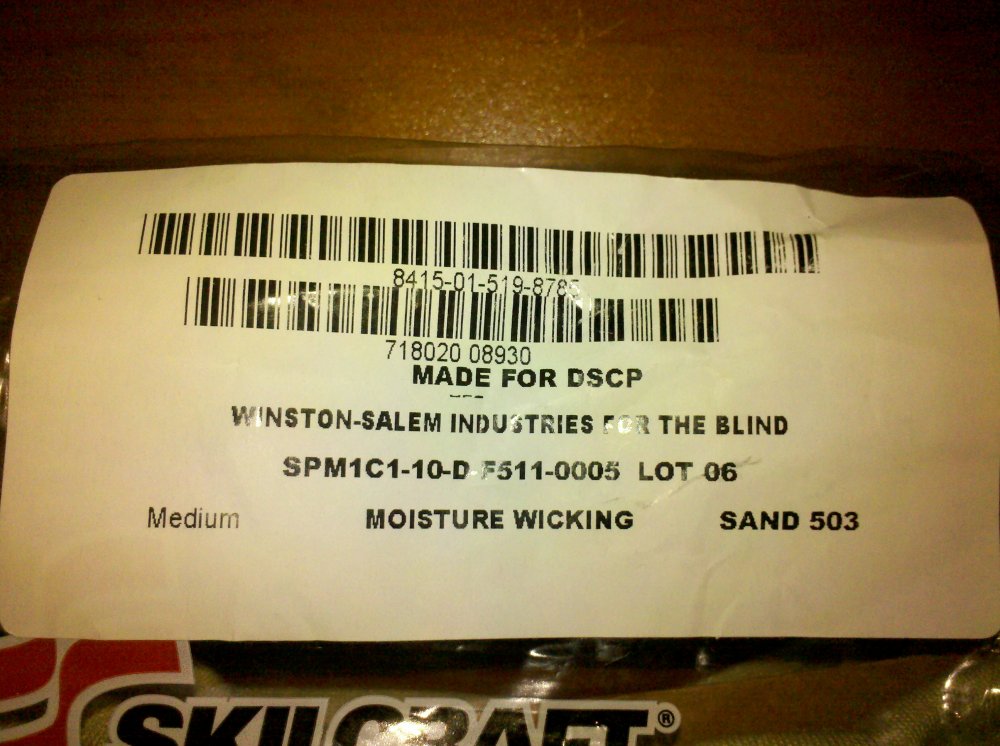 8415-01-519-8785
718020 08930
MADE FOR DSCP
WINSTON-SALEM INDUSTRIES FOR THE BLIND
SPM1C1-10-D-F511-0005 LOT 06
Medium MOISTURE WICKING SAND 503
SKILCRAFT®